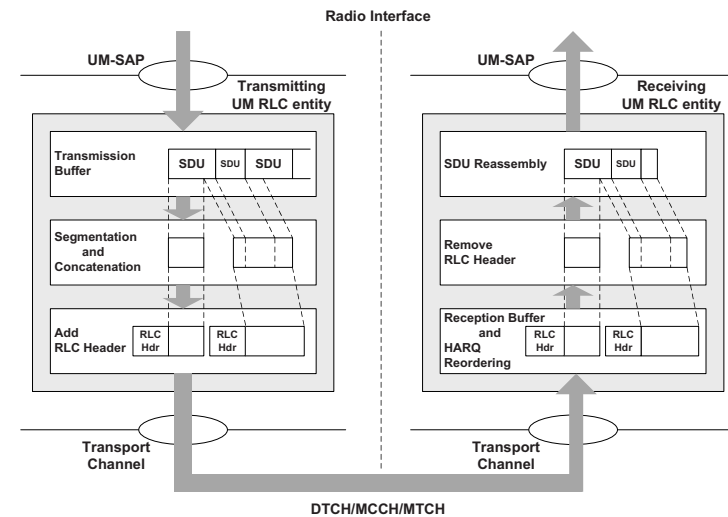 Radio Interface
UM-SAP
Transmitting
UM RLC entity
Transmission
Buffer
SDU
SDU
SDU
Segmentation
and
Concatenation
Add
RLC Header
RLC
Hdr
RLC
Hdr
Transport
Channel
UM-SAP
Receiving
UM RLC entity
SDU Reassembly
SDU
SDU
Remove
RLC Header
Reception Buffer
and
HARQ
Reordering
RLC
Hdr
RLC
Hdr
Transport
Channel
DTCH/MCCH/MTCH